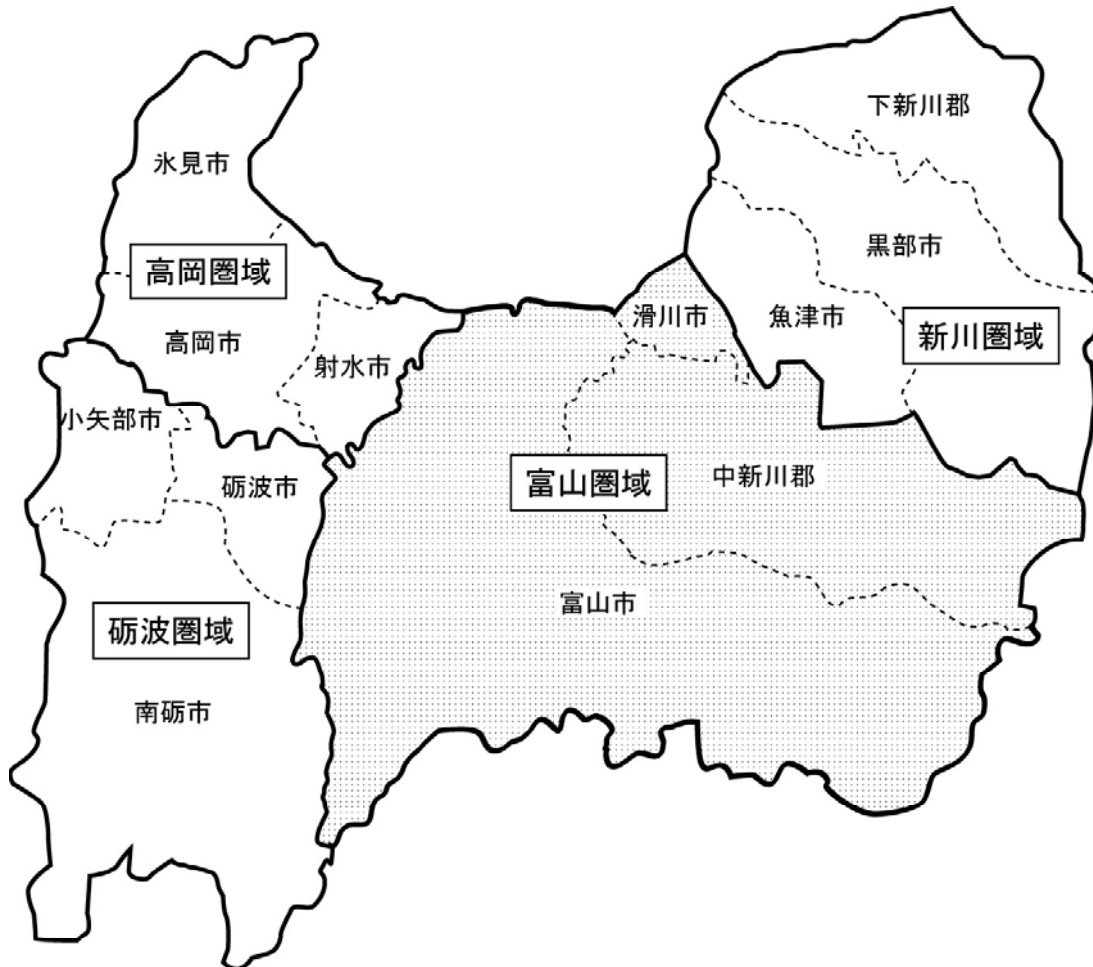 下新川郡
氷見市
黒部市
高岡圏域
滑川市
魚津市
高岡市
新川圏域
射水市
小矢部市
砺波市
富山圏域
中新川郡
富山市
砺波圏域
南砺市